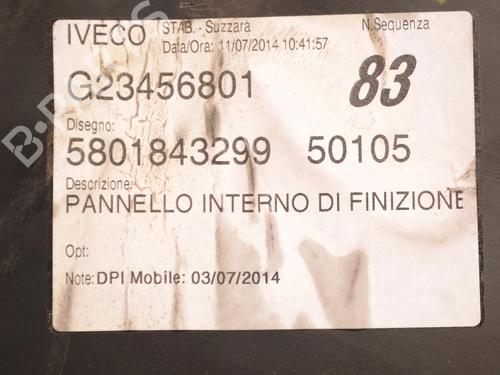 IVECO
STAB. - Suzzara
N.Sequenza
Data/Ora: 11/07/2014 10:41:57
G23456801
83
Disegno:
5801843299 50105
Descrizione:
PANNELLO INTERNO DI FINIZIONE
Opt:
Note: DPI Mobile: 03/07/2014